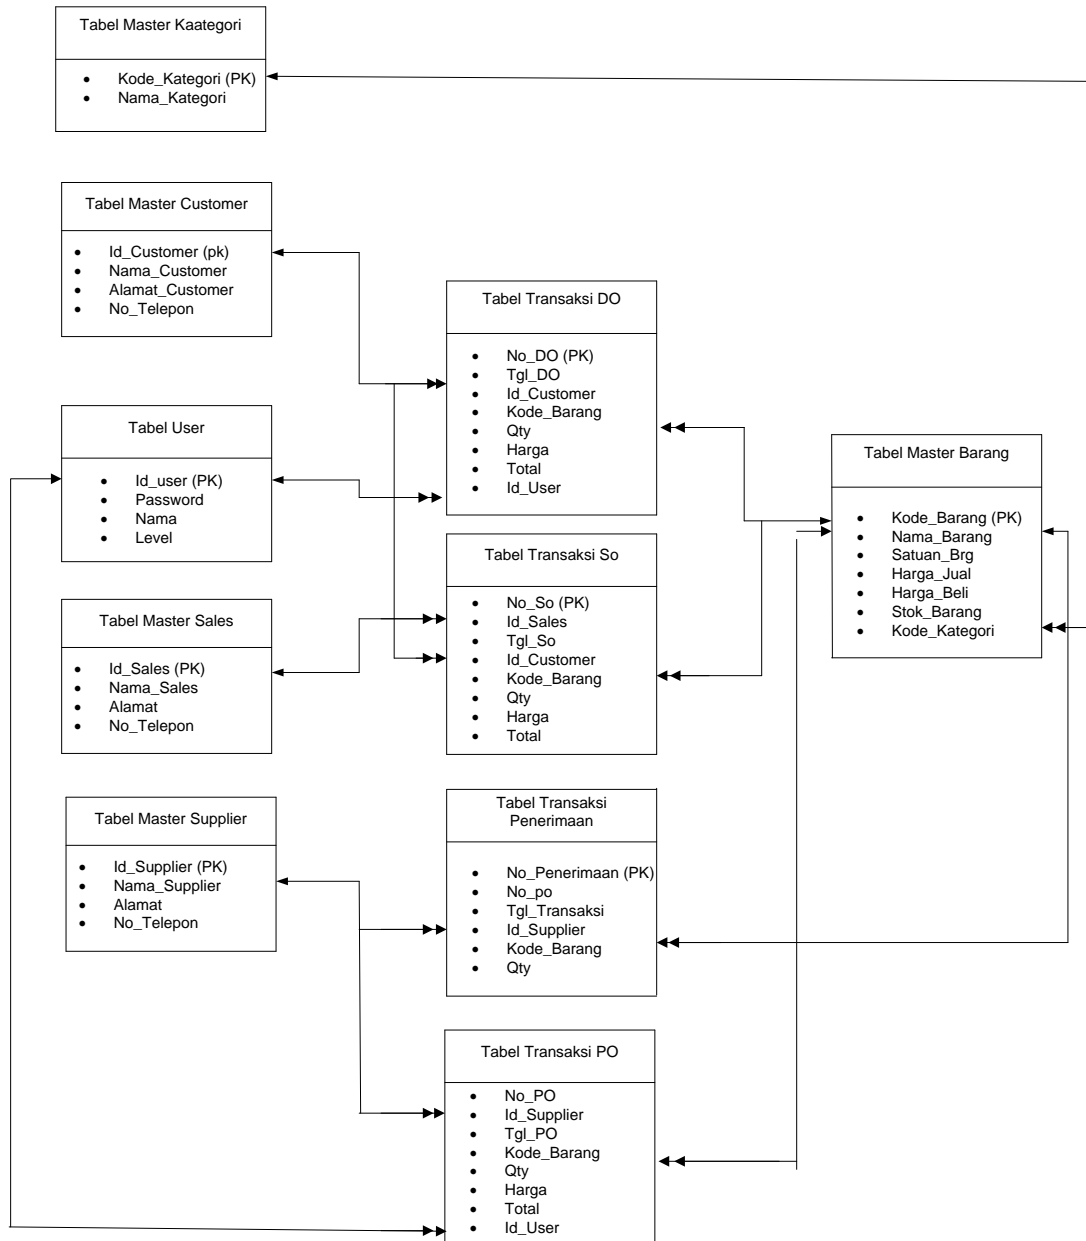 Tabel Master Kaategori
• Kode_Kategori (PK)
• Nama_Kategori
Tabel Master Customer
• Id_Customer (pk)
• Nama_Customer
• Alamat_Customer
• No_Telepon
Tabel User
• Id_user (PK)
• Password
• Nama
• Level
Tabel Master Sales
• Id_Sales (PK)
• Nama_Sales
• Alamat
• No_Telepon
Tabel Master Supplier
• Id_Supplier (PK)
• Nama_Supplier
• Alamat
• No_Telepon
Tabel Transaksi DO
• No_DO (PK)
• Tgl_DO
• Id_Customer
• Kode_Barang
• Qty
• Harga
• Total
• Id_User
Tabel Transaksi So
• No_So (PK)
• Id_Sales
• Tgl_So
• Id_Customer
• Kode_Barang
• Qty
• Harga
• Total
Tabel Transaksi
Penerimaan
• No_Penerimaan (PK)
• No_po
• Tgl_Transaksi
• Id_Supplier
• Kode_Barang
• Qty
Tabel Transaksi PO
• No_PO
• Id_Supplier
• Tgl_PO
• Kode_Barang
• Qty
• Harga
• Total
• Id_User
Tabel Master Barang
• Kode_Barang (PK)
• Nama_Barang
• Satuan_Brg
• Harga_Jual
• Harga_Beli
• Stok_Barang
• Kode_Kategori